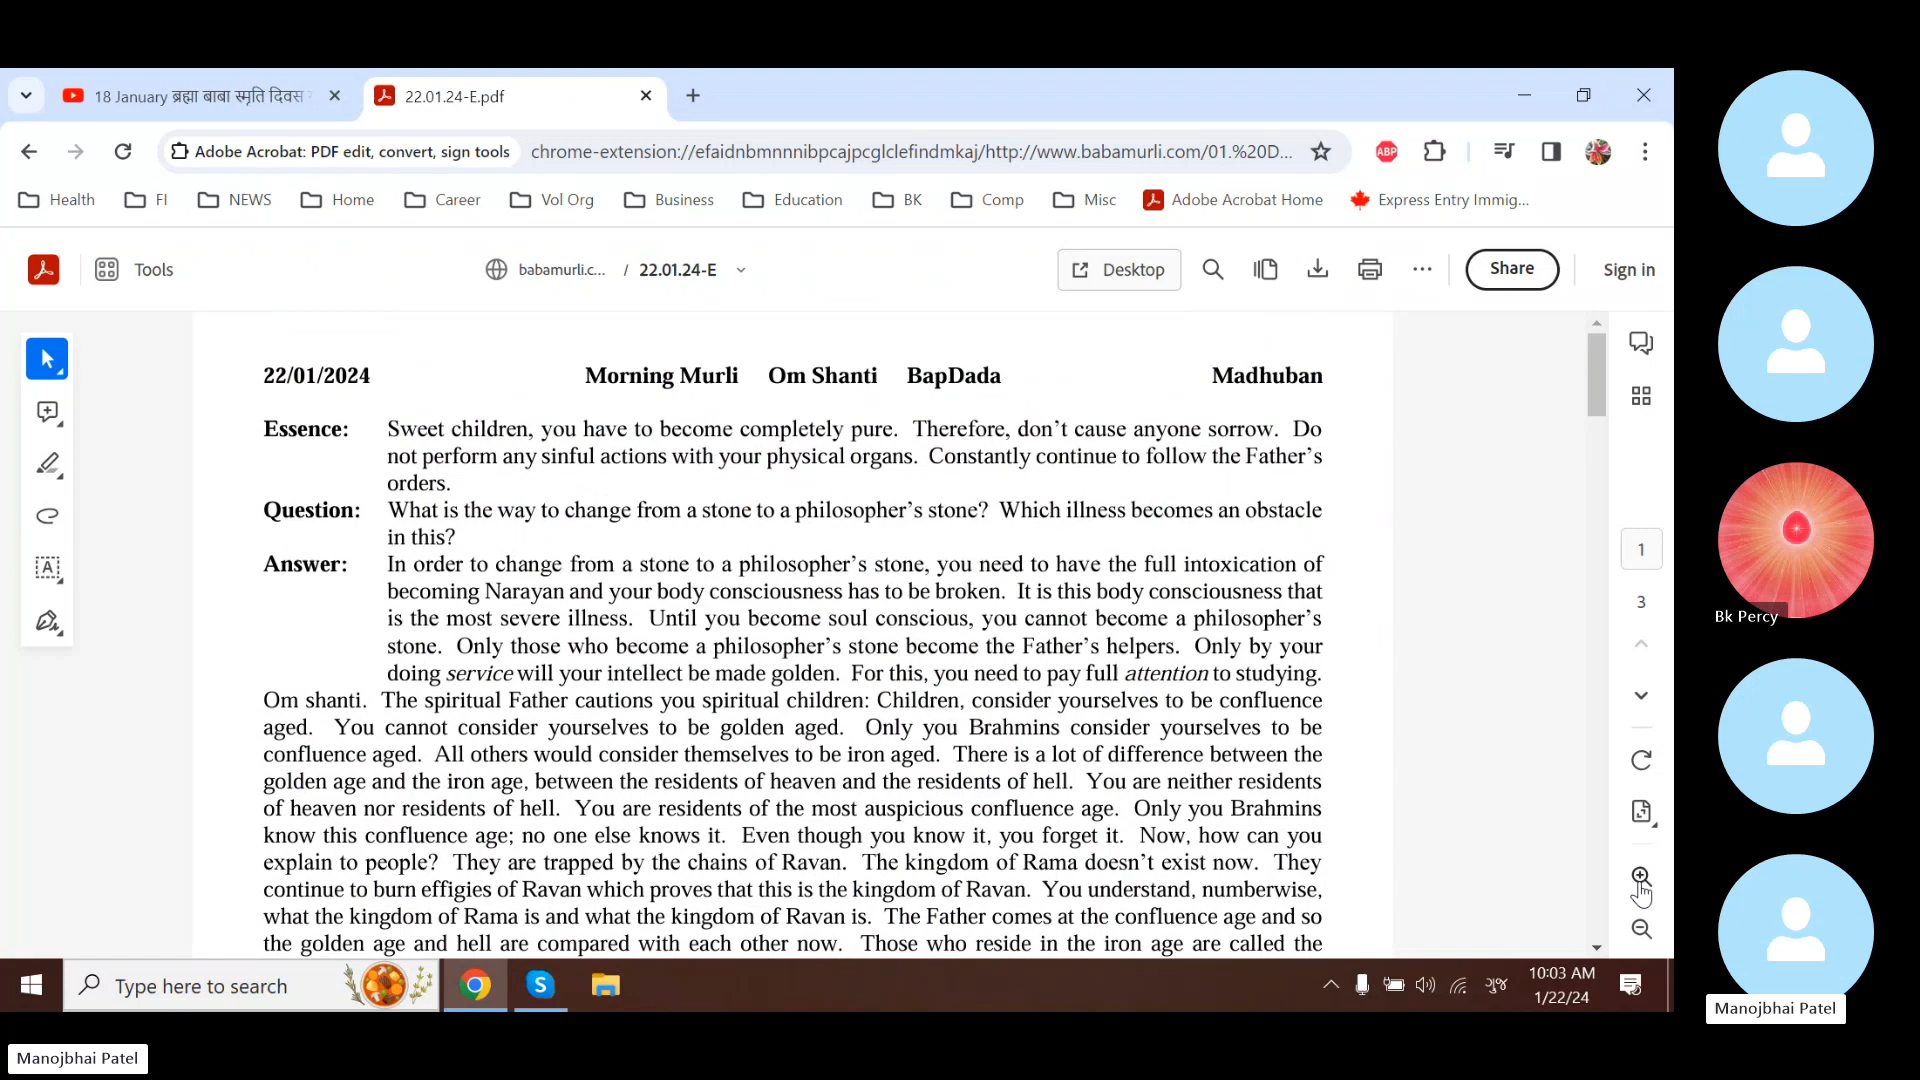 18 January ब्रह्मा बाबा स्मृति दिवस
22.01.24-E.pdf
Adobe Acrobat: PDF edit, convert, sign tools
chrome-extension://efaidnbmnnnibpcajpcglclefindmkaj/http://www.babamurli.com/01.%20D...
ABP
Health
FI
NEWS
Home
Career
Vol Org
Business
Education
BK
Comp
Misc
Adobe Acrobat Home
Express Entry Immig...
Tools
babamurli.c... / 22.01.24-E
Desktop
Share
Sign in
22/01/2024 Morning Murli Om Shanti BapDada Madhuban
Essence: Sweet children, you have to become completely pure. Therefore, don't cause anyone sorrow. Do
not perform any sinful actions with your physical organs. Constantly continue to follow the Father's
orders.
Question: What is the way to change from a stone to a philosopher's stone? Which illness becomes an obstacle
in this?
Answer: In order to change from a stone to a philosopher's stone, you need to have the full intoxication of
becoming Narayan and your body consciousness has to be broken. It is this body consciousness that
is the most severe illness. Until you become soul conscious, you cannot become a philosopher's
stone. Only those who become a philosopher's stone become the Father's helpers. Only by your
doing service will your intellect be made golden. For this, you need to pay full attention to studying.
Om shanti. The spiritual Father cautions you spiritual children: Children, consider yourselves to be confluence
aged. You cannot consider yourselves to be golden aged. Only you Brahmins consider yourselves to be
confluence aged. All others would consider themselves to be iron aged. There is a lot of difference between the
golden age and the iron age, between the residents of heaven and the residents of hell. You are neither residents
of heaven nor residents of hell. You are residents of the most auspicious confluence age. Only you Brahmins
know this confluence age; no one else knows it. Even though you know it, you forget it. Now, how can you
explain to people? They are trapped by the chains of Ravan. The kingdom of Rama doesn't exist now. They
continue to burn effigies of Ravan which proves that this is the kingdom of Ravan. You understand, numberwise,
what the kingdom of Rama is and what the kingdom of Ravan is. The Father comes at the confluence age and so
the golden age and hell are compared with each other now. Those who reside in the iron age are called the
1
3
Type here to search
ગુજ
10:03 AM
1/22/24
Bk Percy
Manojbhai Patel
Manojbhai Patel